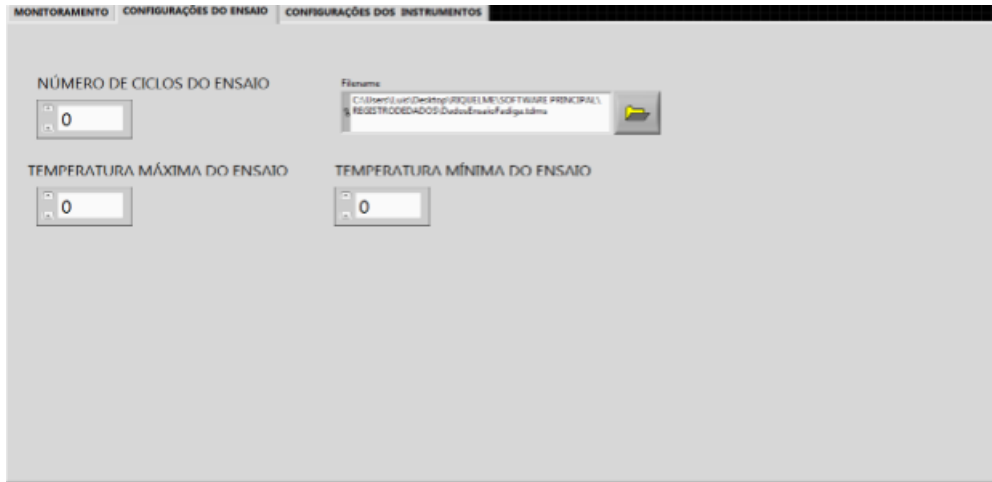 MONITORAMENTO CONFIGURAÇÕES DO ENSAIO CONFIGURAÇÕES DOS INSTRUMENTOS
NÚMERO DE CICLOS DO ENSAIO
Filename
C:\Users\Luis\Desktop\RIQUELME\SOFTWARE PRINCIPAL\
REGISTRODEDADOS\DadosEnsaioFadiga.tdms
0
TEMPERATURA MÁXIMA DO ENSAIO TEMPERATURA MÍNIMA DO ENSAIO
0 0